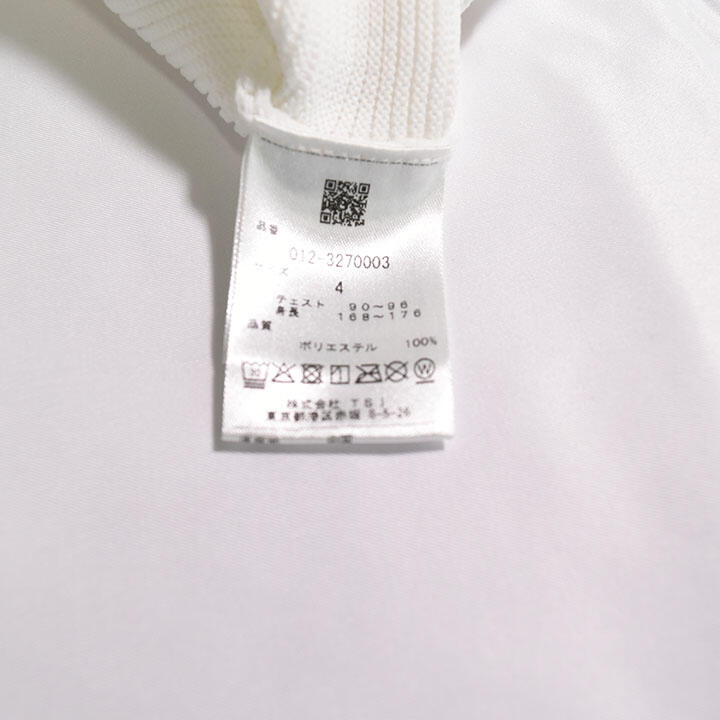 品番
012-3270003
サイズ
4
チェスト 90～96
身長 168～176
品質
ポリエステル 100%
W
株式会社 TSI
東京都港区赤坂 8-5-26